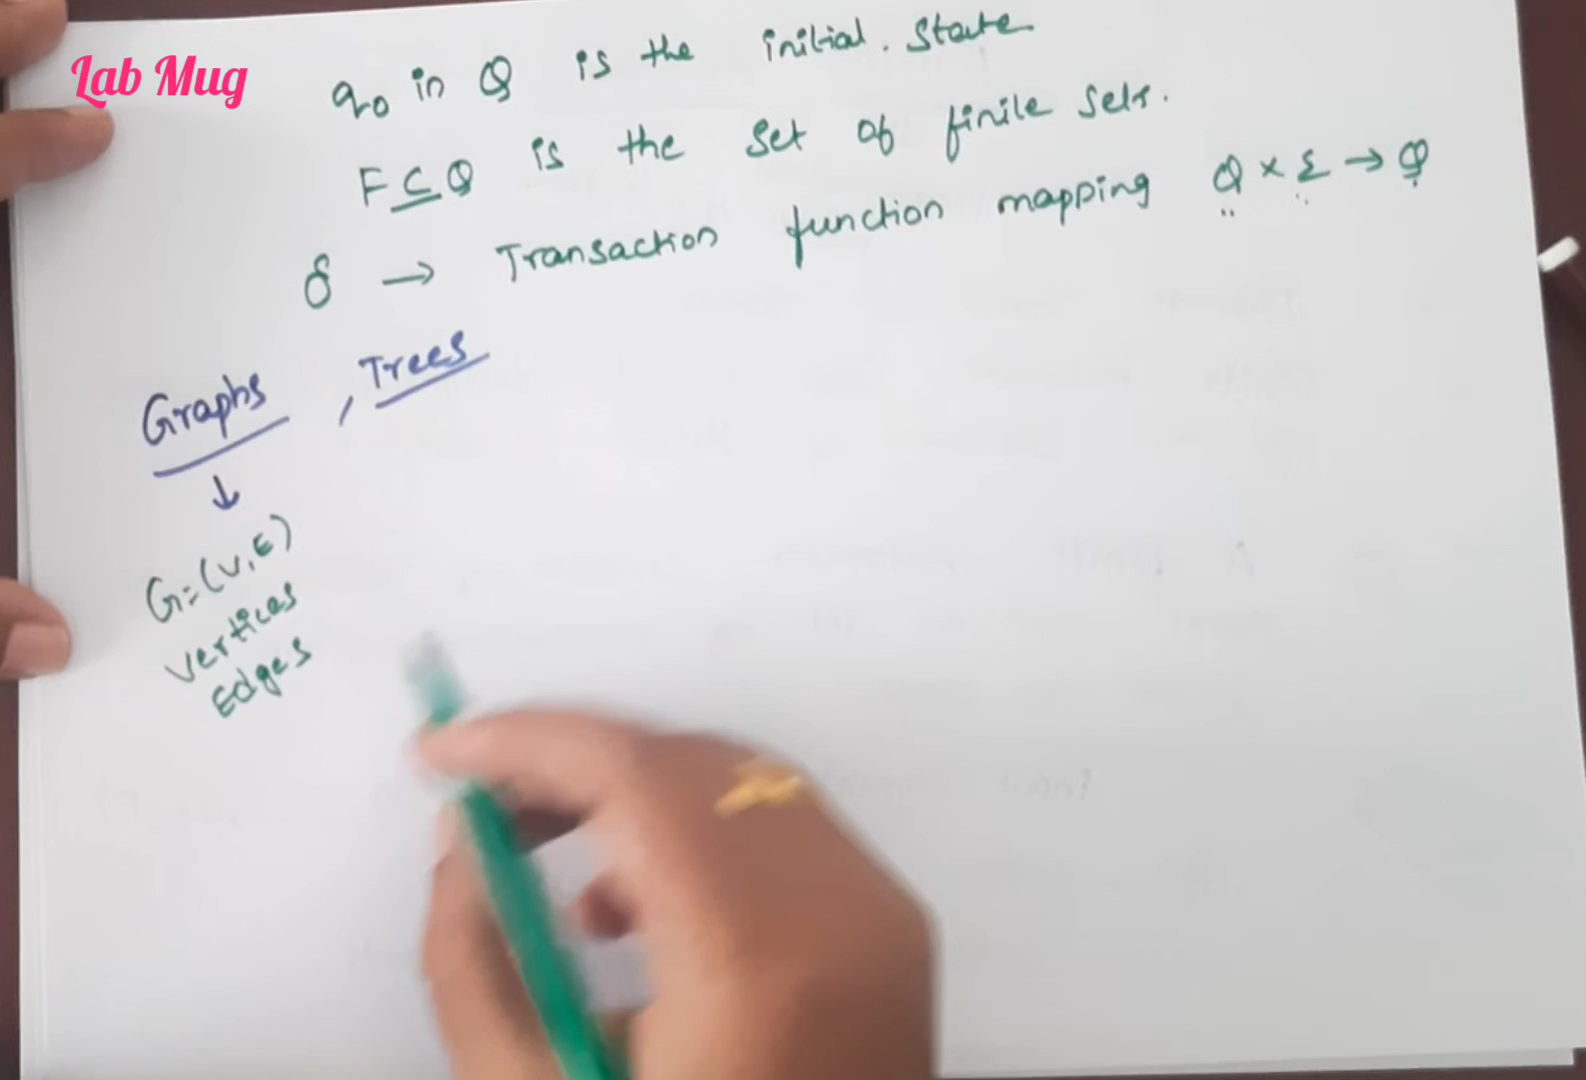 Lab Mug
q0 in Q is the initial. State
F ⊆ Q is the set of finile sets.
δ → Transaction function mapping Q × Σ → Q
Graphs, Trees
↓
G=(V,E)
vertices
Edges